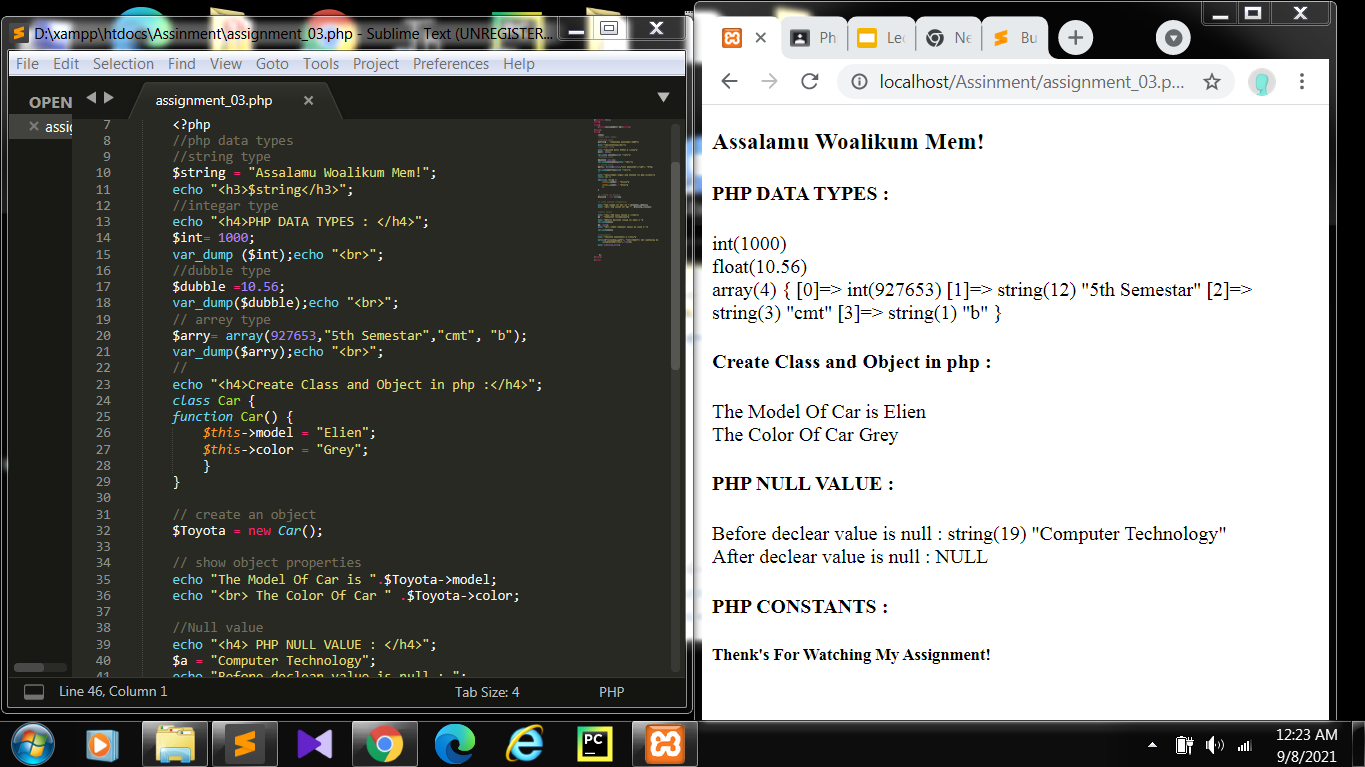 D:\xampp\htdocs\Assinment\assignment_03.php - Sublime Text (UNREGISTER...
File Edit Selection Find View Goto Tools Project Preferences Help
OPEN
assig
assignment_03.php
7 <?php
8 //php data types
9 //string type
10 $string = "Assalamu Woalikum Mem!";
11 echo "<h3>$string</h3>";
12 //integar type
13 echo "<h4>PHP DATA TYPES : </h4>";
14 $int= 1000;
15 var_dump ($int);echo "<br>";
16 //dubble type
17 $dubble =10.56;
18 var_dump($dubble);echo "<br>";
19 // arrey type
20 $arry= array(927653,"5th Semestar","cmt", "b");
21 var_dump($arry);echo "<br>";
22 //
23 echo "<h4>Create Class and Object in php :</h4>";
24 class Car {
25 function Car() {
26 $this->model = "Elien";
27 $this->color = "Grey";
28 }
29 }
30
31 // create an object
32 $Toyota = new Car();
33
34 // show object properties
35 echo "The Model Of Car is ".$Toyota->model;
36 echo "<br> The Color Of Car " .$Toyota->color;
37
38 //Null value
39 echo "<h4> PHP NULL VALUE : </h4>";
40 $a = "Computer Technology";
41 echo "Before declear value is null : ";
Line 46, Column 1
Tab Size: 4
PHP
Ph
Lec
Ne
Bu
localhost/Assinment/assignment_03.p...
Assalamu Woalikum Mem!
PHP DATA TYPES :
int(1000)
float(10.56)
array(4) { [0]=> int(927653) [1]=> string(12) "5th Semestar" [2]=>
string(3) "cmt" [3]=> string(1) "b" }
Create Class and Object in php :
The Model Of Car is Elien
The Color Of Car Grey
PHP NULL VALUE :
Before declear value is null : string(19) "Computer Technology"
After declear value is null : NULL
PHP CONSTANTS :
Thenk's For Watching My Assignment!
PC
12:23 AM
9/8/2021